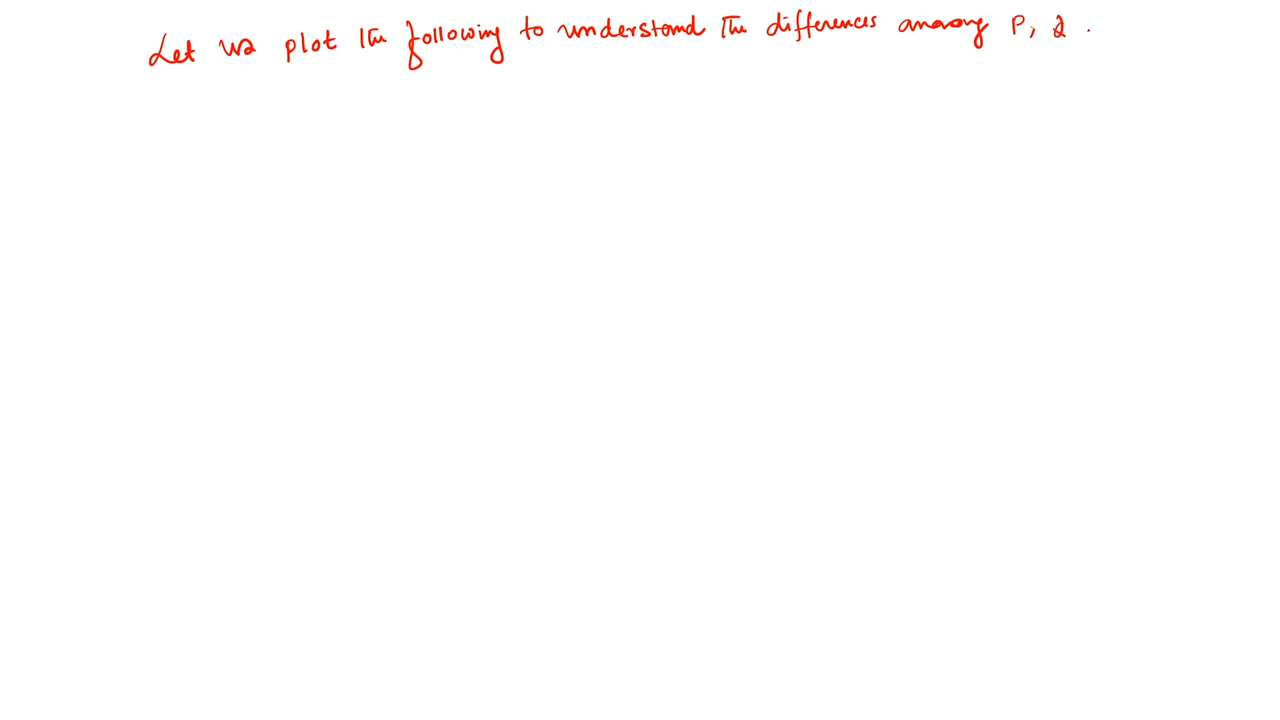 Let us plot the following to understand the differences among P, Q.